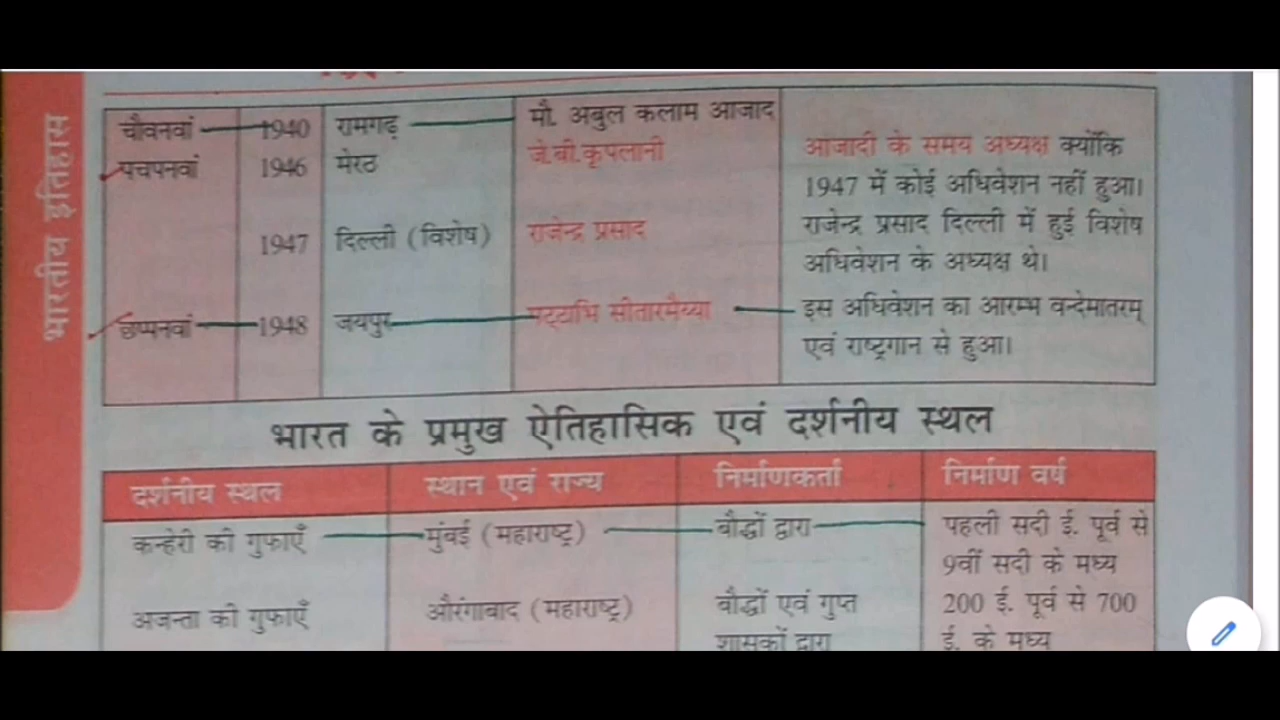 भारतीय इतिहास
चौवनवां 1940 रामगढ़ मौ. अबुल कलाम आजाद
पचपनवां 1946 मेरठ जे.बी.कृपलानी आजादी के समय अध्यक्ष क्योंकि
1947 में कोई अधिवेशन नहीं हुआ।
1947 दिल्ली (विशेष) राजेन्द्र प्रसाद राजेन्द्र प्रसाद दिल्ली में हुई विशेष
अधिवेशन के अध्यक्ष थे।
छप्पनवां 1948 जयपुर पट्टाभि सीतारमैय्या इस अधिवेशन का आरम्भ वन्देमातरम्
एवं राष्ट्रगान से हुआ।
भारत के प्रमुख ऐतिहासिक एवं दर्शनीय स्थल
दर्शनीय स्थल स्थान एवं राज्य निर्माणकर्ता निर्माण वर्ष
कन्हेरी की गुफाएँ मुंबई (महाराष्ट्र) बौद्धों द्वारा पहली सदी ई. पूर्व से
9वीं सदी के मध्य
अजन्ता की गुफाएँ औरंगाबाद (महाराष्ट्र) बौद्धों एवं गुप्त 200 ई. पूर्व से 700
शासकों द्वारा ई. के मध्य